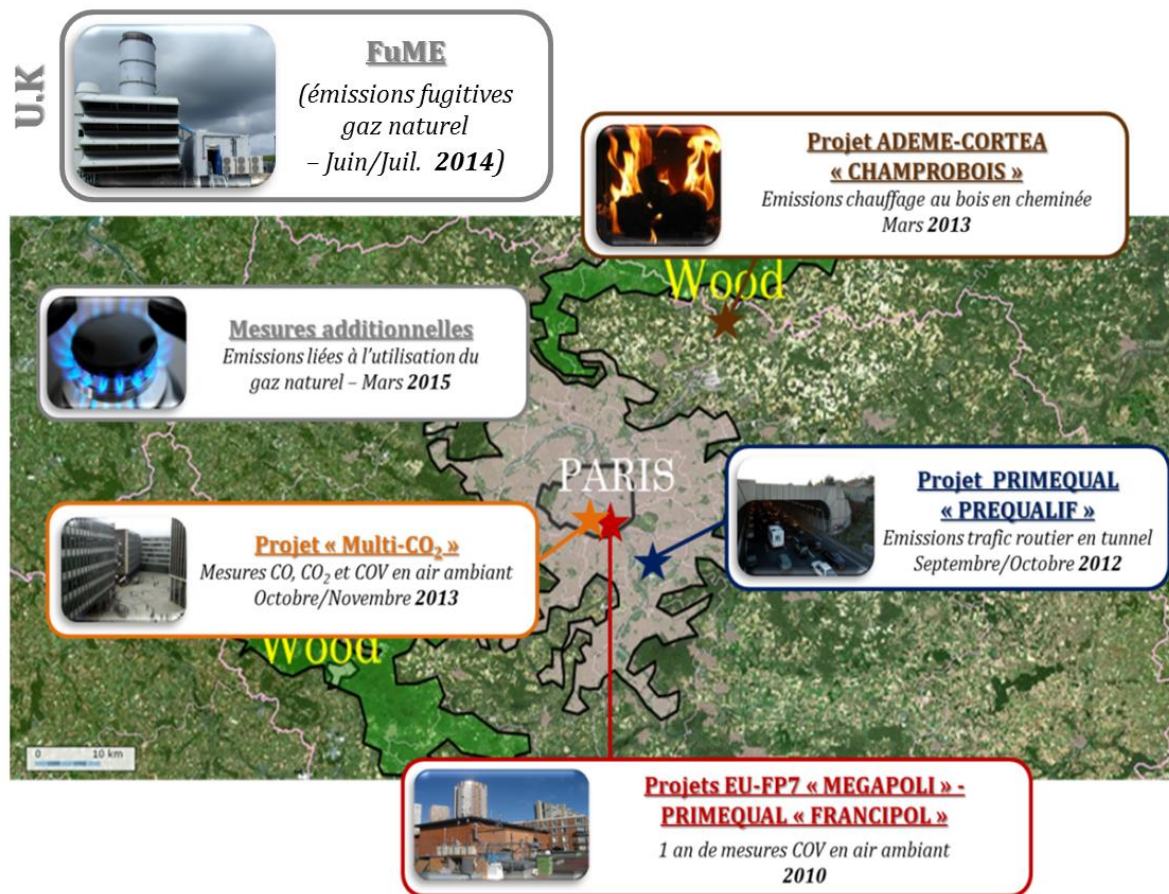 U.K
FuME
(émissions fugitives
gaz naturel
– Juin/Juil. 2014)
Projet ADEME-CORTEA
« CHAMPROBOIS »
Emissions chauffage au bois en cheminée
Mars 2013
Wood
Mesures additionnelles
Emissions liées à l'utilisation du
gaz naturel – Mars 2015
PARIS
Projet PRIMEQUAL
« PREQUALIF »
Emissions trafic routier en tunnel
Septembre/Octobre 2012
Projet « Multi-CO₂ »
Mesures CO, CO₂ et COV en air ambiant
Octobre/Novembre 2013
Wood
0 10 km
Projets EU-FP7 « MEGAPOLI » -
PRIMEQUAL « FRANCIPOL »
1 an de mesures COV en air ambiant
2010